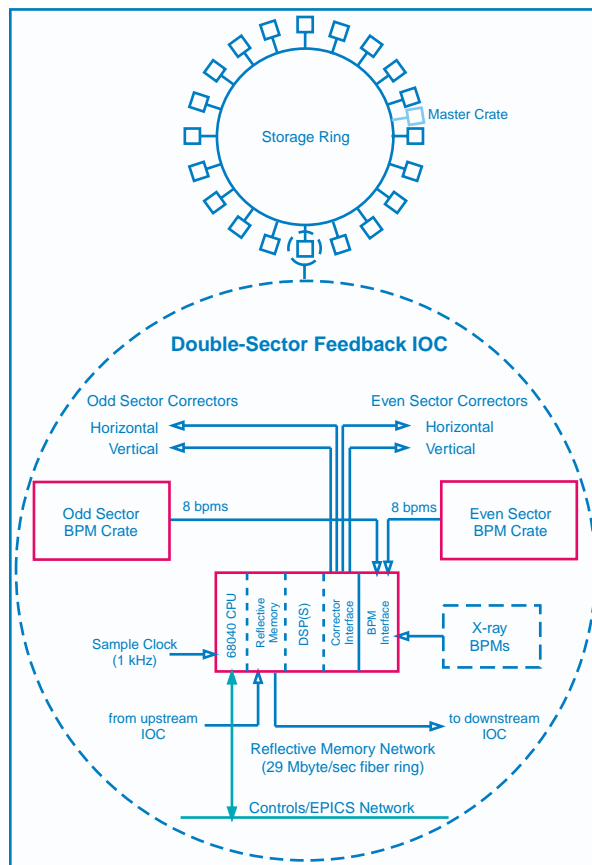 Master Crate
Storage Ring
Double-Sector Feedback IOC
Odd Sector Correctors
Even Sector Correctors
Horizontal
Horizontal
Vertical
Vertical
8 bpms
8 bpms
Odd Sector
BPM Crate
Even Sector
BPM Crate
68040 CPU
Reflective
Memory
DSP(S)
Corrector
Interface
BPM
Interface
X-ray
BPMs
Sample Clock
(1 kHz)
from upstream
IOC
to downstream
IOC
Reflective Memory Network
(29 Mbyte/sec fiber ring)
Controls/EPICS Network